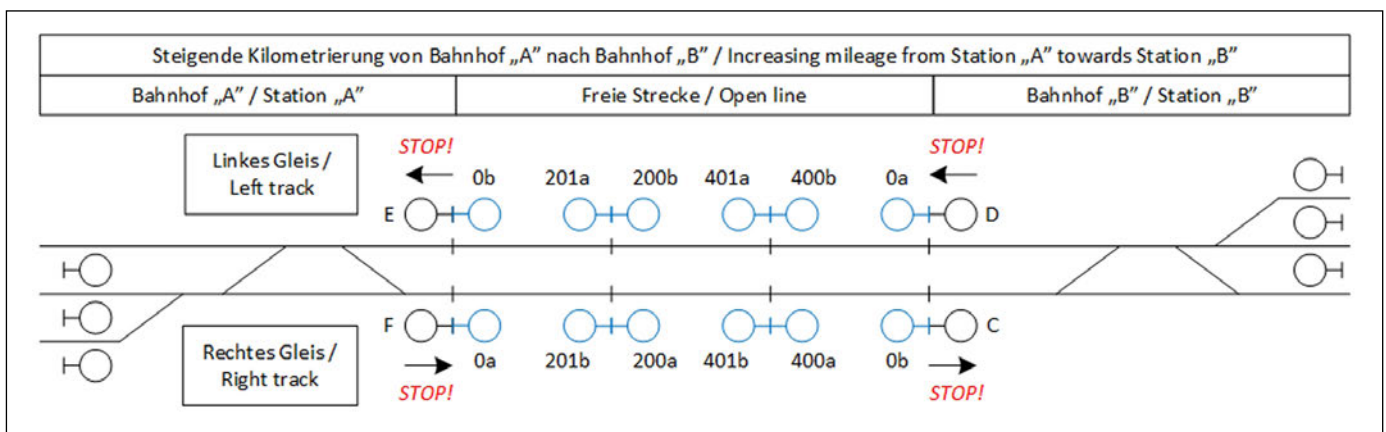 Steigende Kilometrierung von Bahnhof „A” nach Bahnhof „B” / Increasing mileage from Station „A” towards Station „B”
Bahnhof „A” / Station „A” Freie Strecke / Open line Bahnhof „B” / Station „B”
Linkes Gleis /
Left track
STOP! STOP!
0b 201a 200b 401a 400b 0a
E D
F C
Rechtes Gleis /
Right track
0a 201b 200a 401b 400a 0b
STOP! STOP!